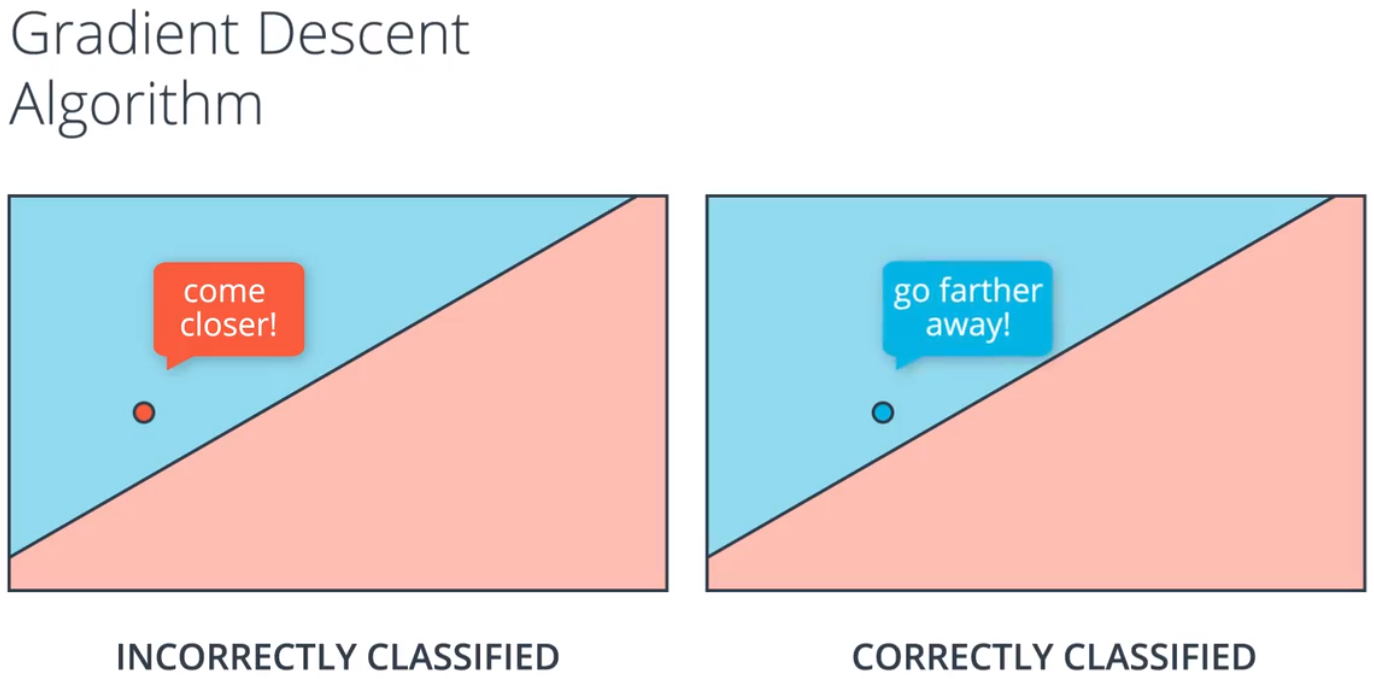 Gradient Descent
Algorithm
come
closer!
go farther
away!
INCORRECTLY CLASSIFIED
CORRECTLY CLASSIFIED